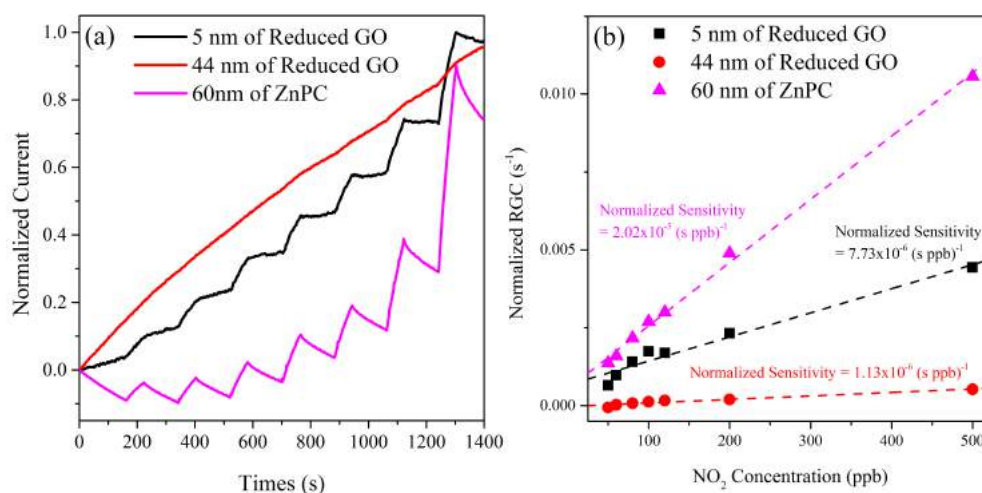 (a)
5 nm of Reduced GO
44 nm of Reduced GO
60nm of ZnPC
Normalized Current
1.0
0.8
0.6
0.4
0.2
0.0
0 200 400 600 800 1000 1200 1400
Times (s)
(b)
5 nm of Reduced GO
44 nm of Reduced GO
60 nm of ZnPC
Normalized RGC (s⁻¹)
0.010
0.005
0.000
Normalized Sensitivity
= 2.02x10⁻⁵ (s ppb)⁻¹
Normalized Sensitivity
= 7.73x10⁻⁶ (s ppb)⁻¹
Normalized Sensitivity = 1.13x10⁻⁶ (s ppb)⁻¹
100 200 300 400 500
NO₂ Concentration (ppb)